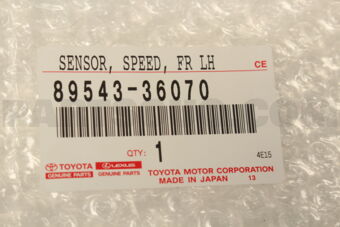 SENSOR, SPEED, FR LH
CE
89543-36070
QTY: 1
4E15
TOYOTA
GENUINE PARTS
LEXUS
GENUINE PARTS
TOYOTA MOTOR CORPORATION
MADE IN JAPAN 13